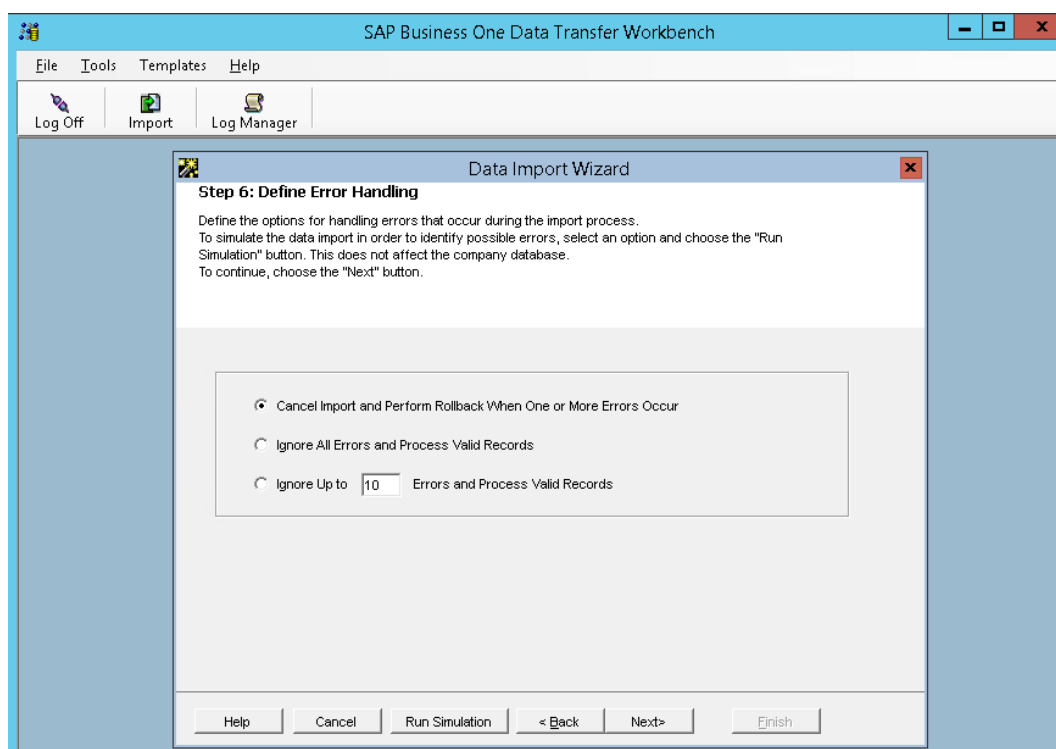 SAP Business One Data Transfer Workbench
File Tools Templates Help
Log Off Import Log Manager
Data Import Wizard
Step 6: Define Error Handling
Define the options for handling errors that occur during the import process.
To simulate the data import in order to identify possible errors, select an option and choose the "Run
Simulation" button. This does not affect the company database.
To continue, choose the "Next" button.
Cancel Import and Perform Rollback When One or More Errors Occur
Ignore All Errors and Process Valid Records
Ignore Up to 10 Errors and Process Valid Records
Help Cancel Run Simulation < Back Next> Finish